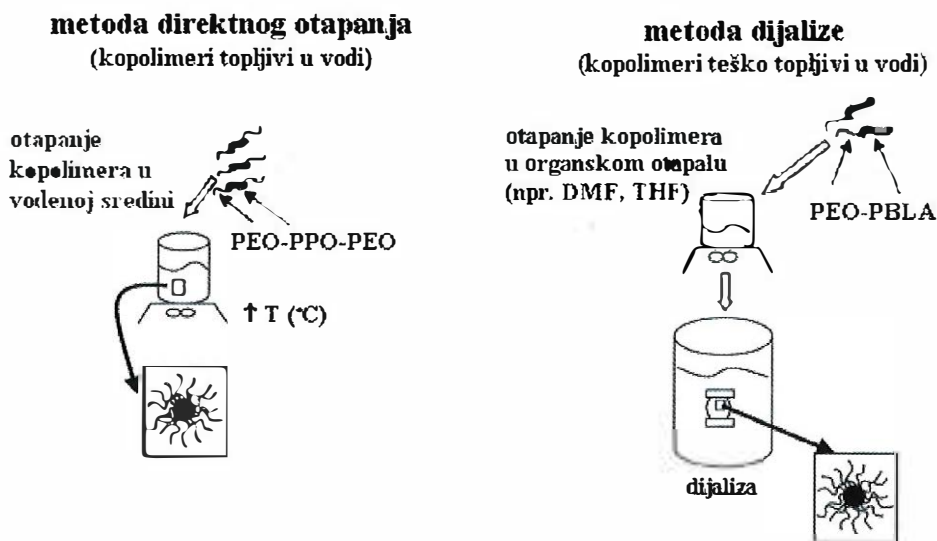 metoda direktnog otapanja
(kopolimeri topljivi u vodi)
otapanje
kopolimera u
vodenoj sredini
PEO-PPO-PEO
↑ T (°C)
metoda dijalize
(kopolimeri teško topljivi u vodi)
otapanje kopolimera
u organskom otapalu
(npr. DMF, THF)
PEO-PBLA
dijaliza